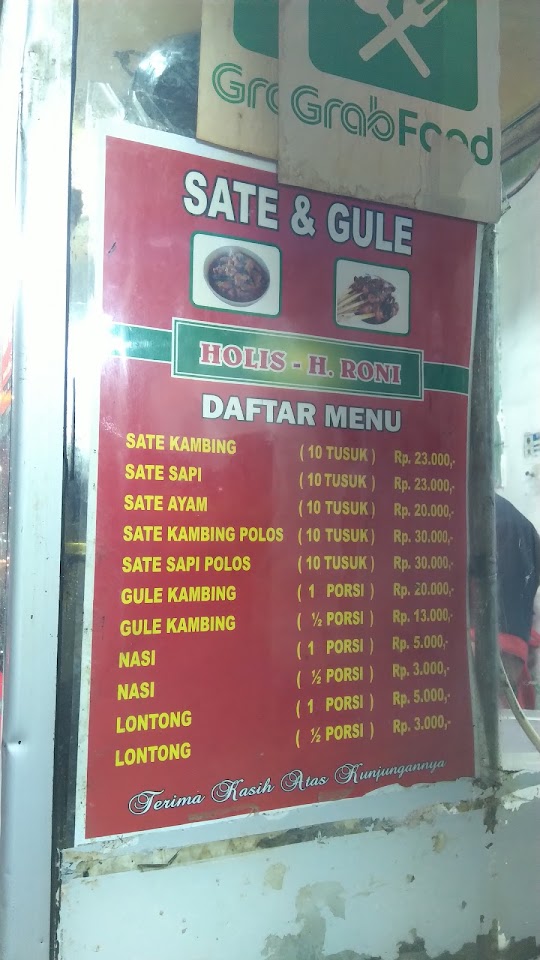 Gra
GrabFood
SATE & GULE
HOLIS - H. RONI
DAFTAR MENU
SATE KAMBING ( 10 TUSUK ) Rp. 23.000,-
SATE SAPI ( 10 TUSUK ) Rp. 23.000,-
SATE AYAM ( 10 TUSUK ) Rp. 20.000,-
SATE KAMBING POLOS ( 10 TUSUK ) Rp. 30.000,-
SATE SAPI POLOS ( 10 TUSUK ) Rp. 30.000,-
GULE KAMBING ( 1 PORSI ) Rp. 20.000,-
GULE KAMBING ( ½ PORSI ) Rp. 13.000,-
NASI ( 1 PORSI ) Rp. 5.000,-
NASI ( ½ PORSI ) Rp. 3.000,-
LONTONG ( 1 PORSI ) Rp. 5.000,-
LONTONG ( ½ PORSI ) Rp. 3.000,-
Terima Kasih Atas Kunjungannya